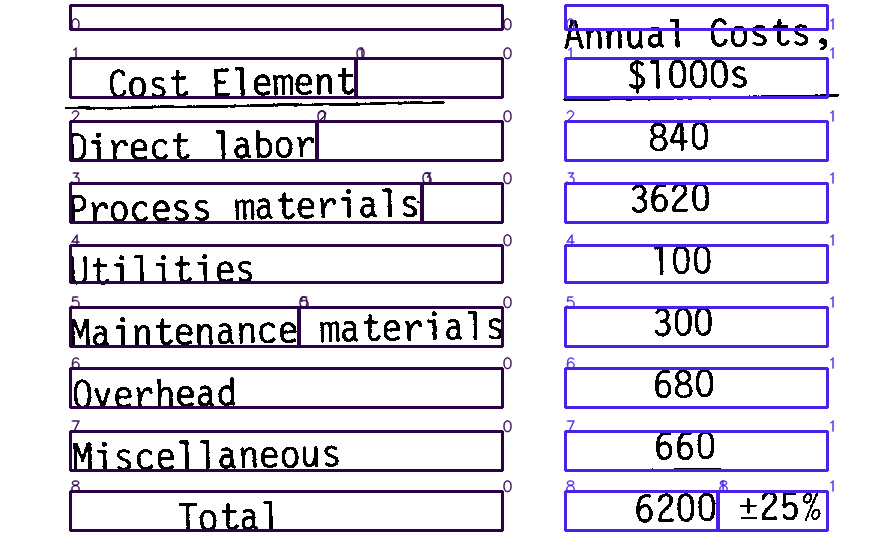 Annual Costs,
Cost Element $1000s
Direct labor 840
Process materials 3620
Utilities 100
Maintenance materials 300
Overhead 680
Miscellaneous 660
Total 6200 ±25%